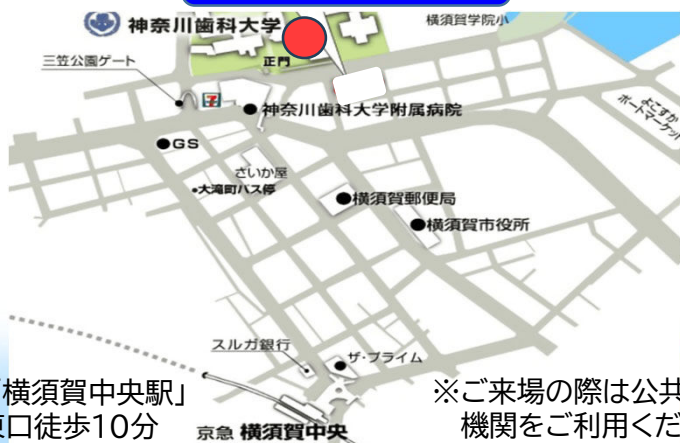 神奈川歯科大学
横須賀学院小
三笠公園ゲート
正門
神奈川歯科大学附属病院
よこすか
ポートマーケット
GS
さいか屋
大滝町バス停
横須賀郵便局
横須賀市役所
スルガ銀行
ザ・プライム
横須賀中央駅」
口徒歩10分
京急 横須賀中央
※ご来場の際は公共
機関をご利用くだ